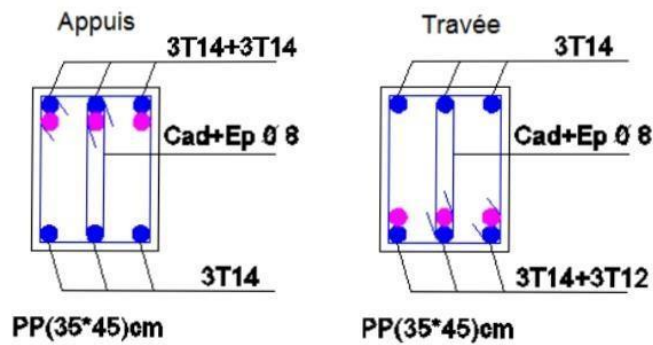 Appuis
3T14+3T14
Cad+Ep Ø 8
3T14
PP(35*45)cm
Travée
3T14
Cad+Ep Ø 8
3T14+3T12
PP(35*45)cm